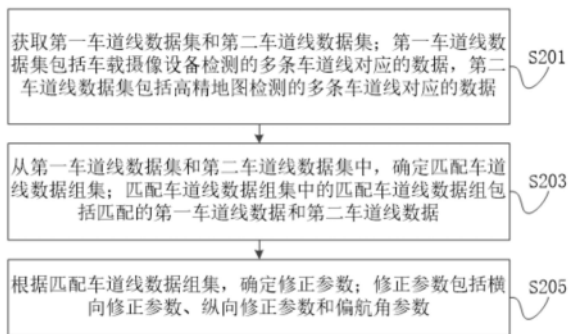 获取第一车道线数据集和第二车道线数据集；第一车道线数
据集包括车载摄像设备检测的多条车道线对应的数据，第二
车道线数据集包括高精地图检测的多条车道线对应的数据
S201
从第一车道线数据集和第二车道线数据集中，确定匹配车道
线数据组集；匹配车道线数据组集中的匹配车道线数据组包
括匹配的第一车道线数据和第二车道线数据
S203
根据匹配车道线数据组集，确定修正参数；修正参数包括横
向修正参数、纵向修正参数和偏航角参数
S205